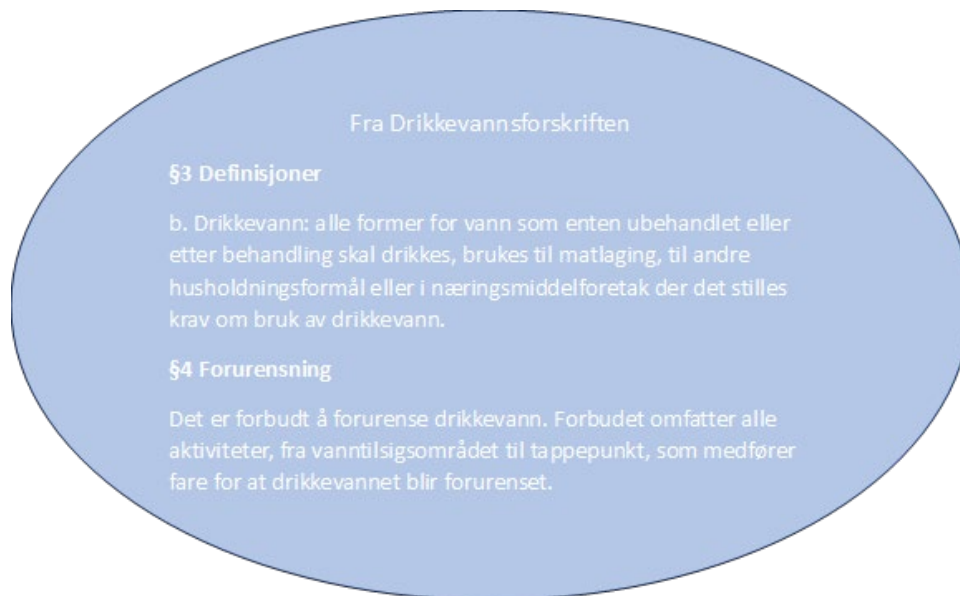 Fra Drikkevannsforskriften
§3 Definisjoner
b. Drikkevann: alle former for vann som enten ubehandlet eller
etter behandling skal drikkes, brukes til matlaging, til andre
husholdningsformål eller i næringsmiddelforetak der det stilles
krav om bruk av drikkevann.
§4 Forurensning
Det er forbudt å forurense drikkevann. Forbudet omfatter alle
aktiviteter, fra vanntilsigsområdet til tappepunkt, som medfører
fare for at drikkevannet blir forurenset.